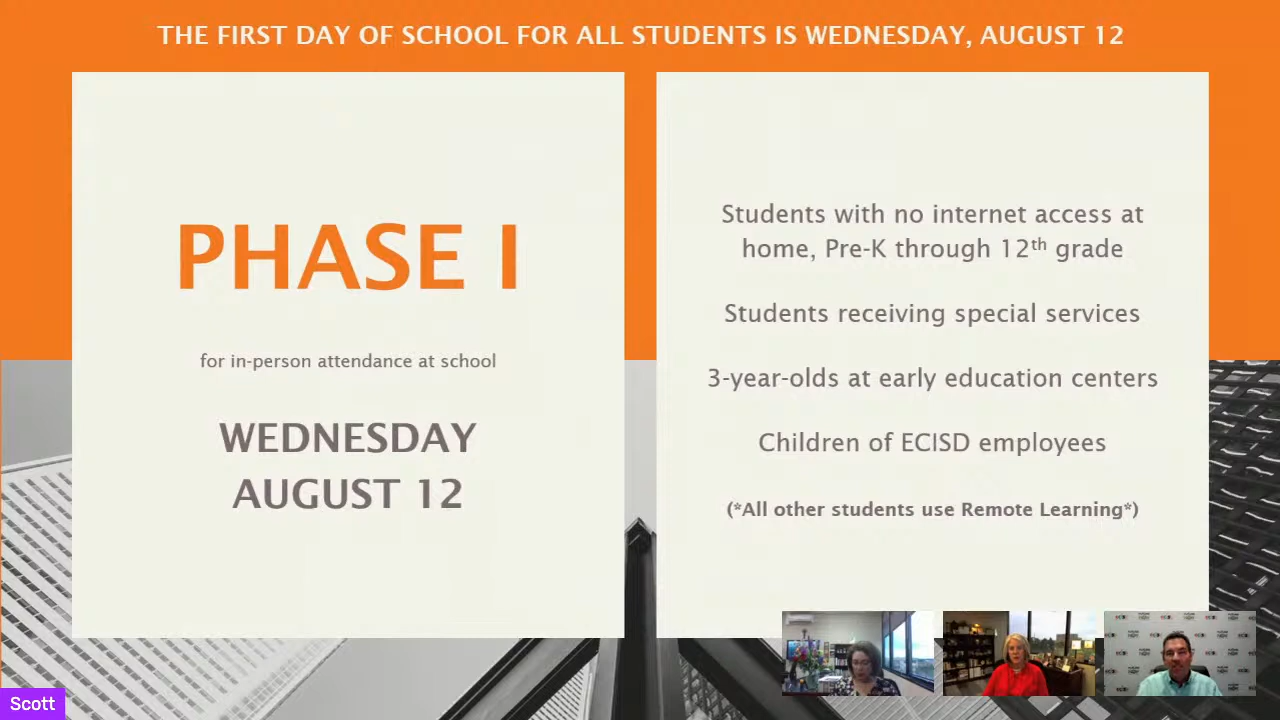 THE FIRST DAY OF SCHOOL FOR ALL STUDENTS IS WEDNESDAY, AUGUST 12
PHASE I
for in-person attendance at school
WEDNESDAY
AUGUST 12
Students with no internet access at
home, Pre-K through 12th grade
Students receiving special services
3-year-olds at early education centers
Children of ECISD employees
(*All other students use Remote Learning*)
Scott